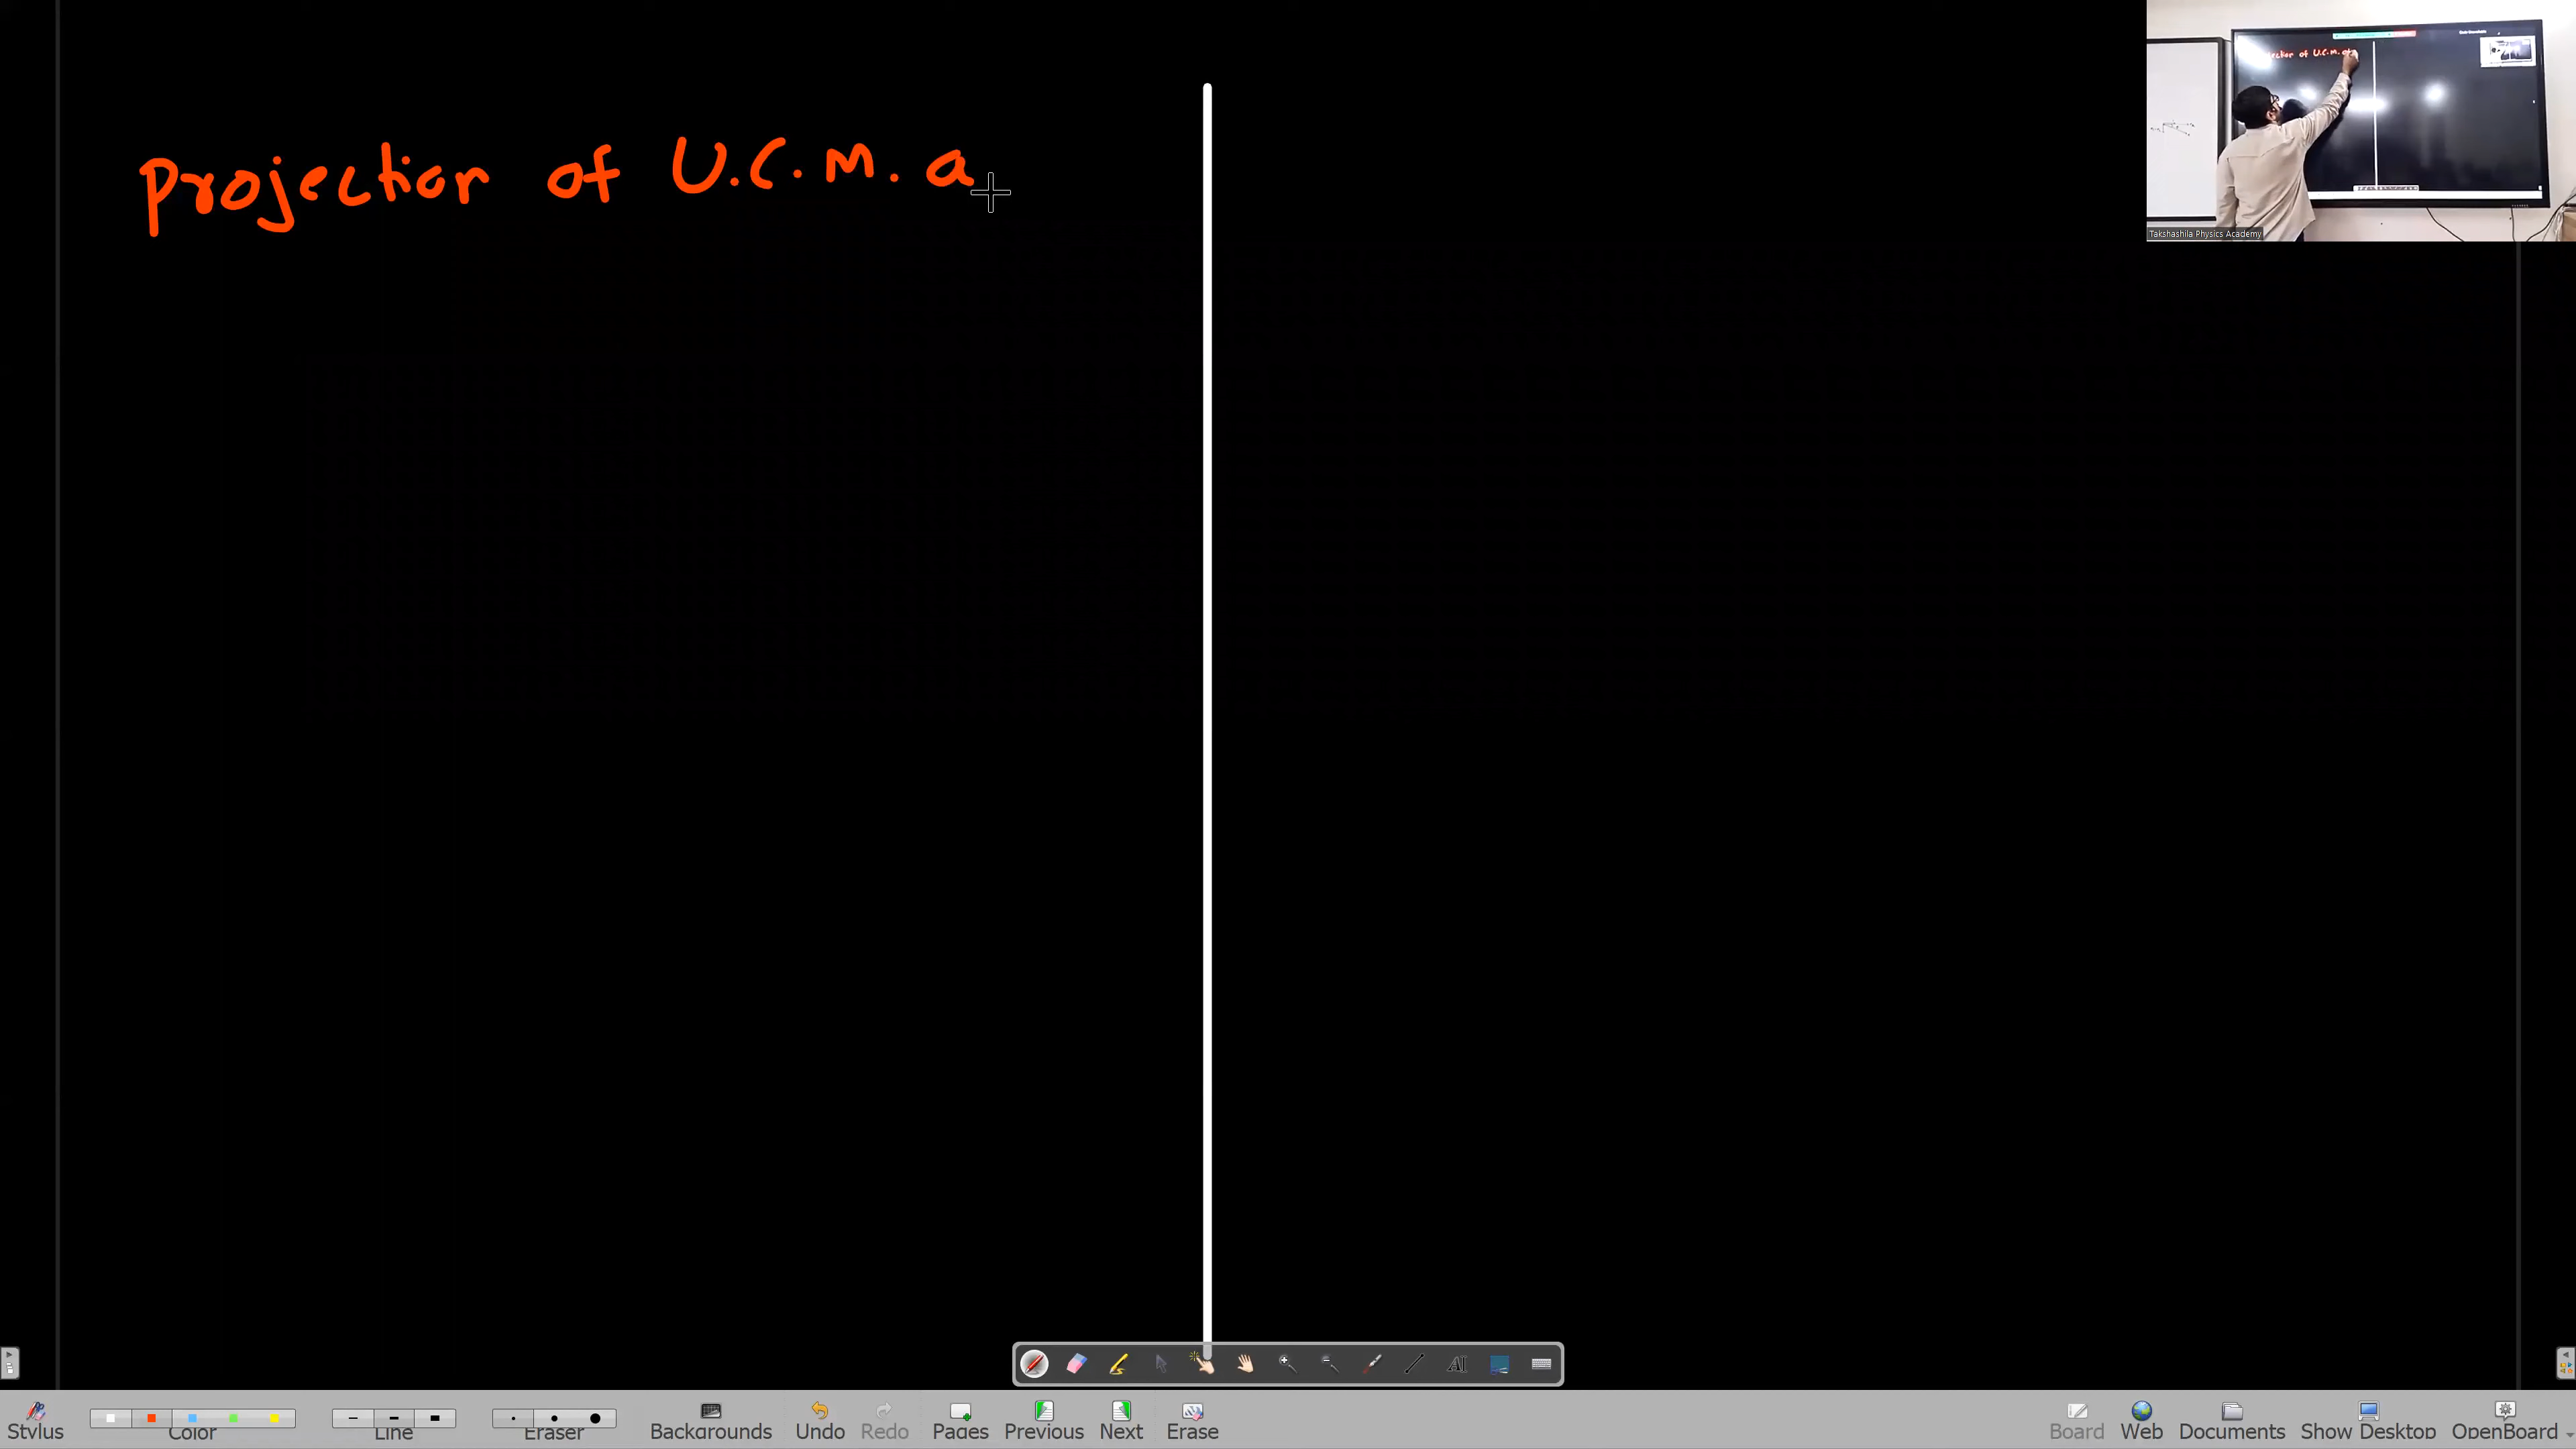 projection of U.C.M. a
Takshashila Physics Academy
Stylus
Color
Line
Eraser
Backgrounds
Undo
Redo
Pages
Previous
Next
Erase
Board
Web
Documents
Show Desktop
OpenBoard